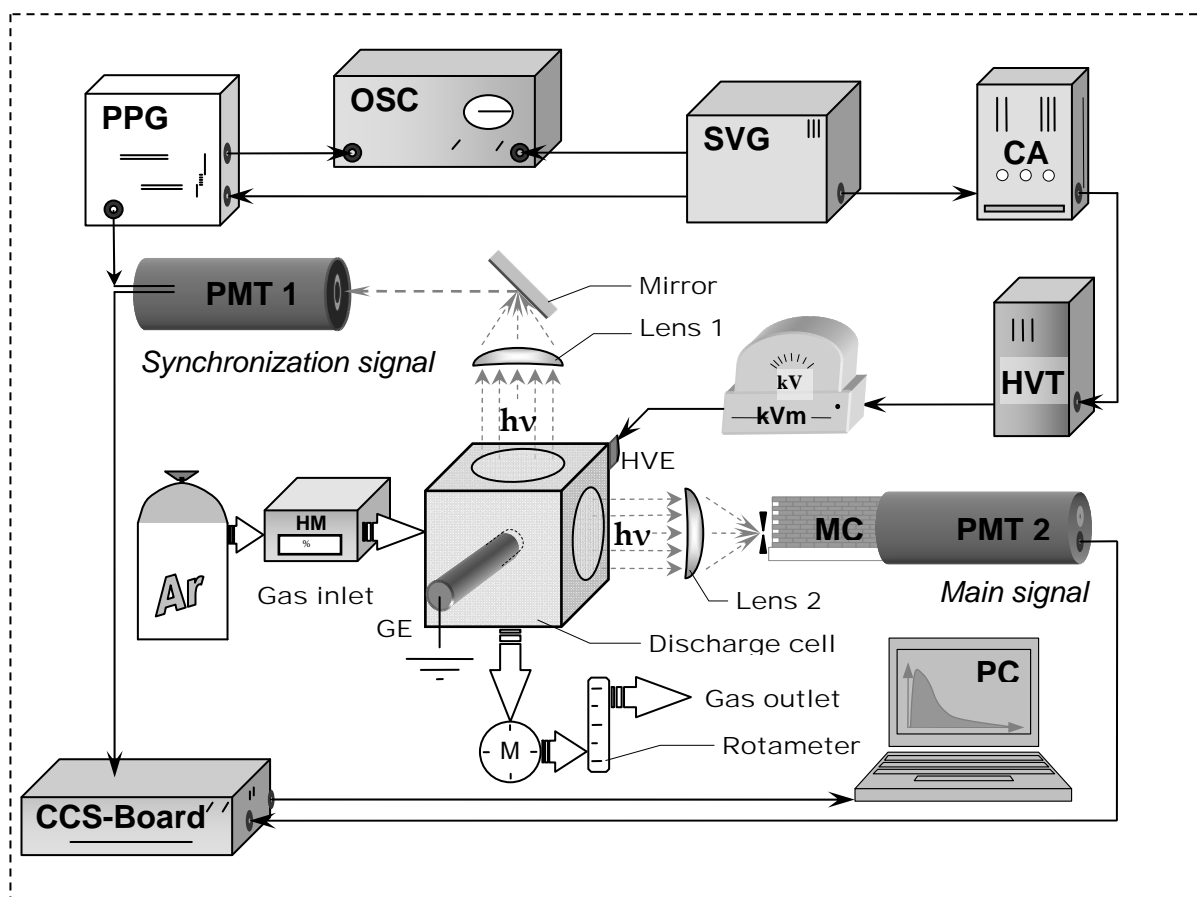 PPG
OSC
SVG
CA
PMT 1
Mirror
Lens 1
Synchronization signal
kV
kVm
HVT
hν
HVE
HM
%
Ar
Gas inlet
hν
MC
PMT 2
Lens 2
Main signal
GE
Discharge cell
PC
Gas outlet
M
Rotameter
CCS-Board